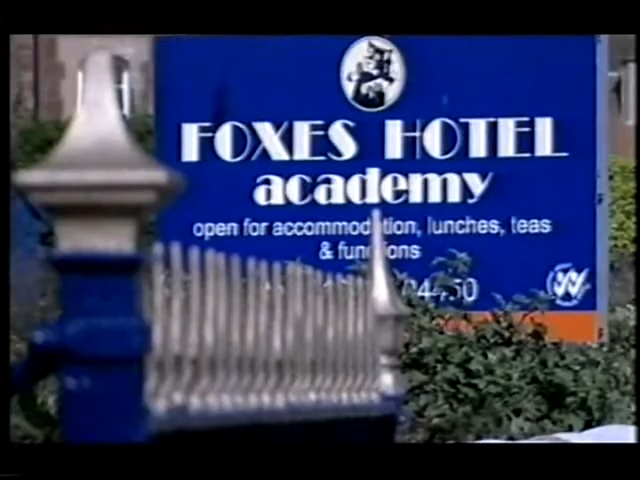 FOXES HOTEL
academy
open for accommodation, lunches, teas
& functions